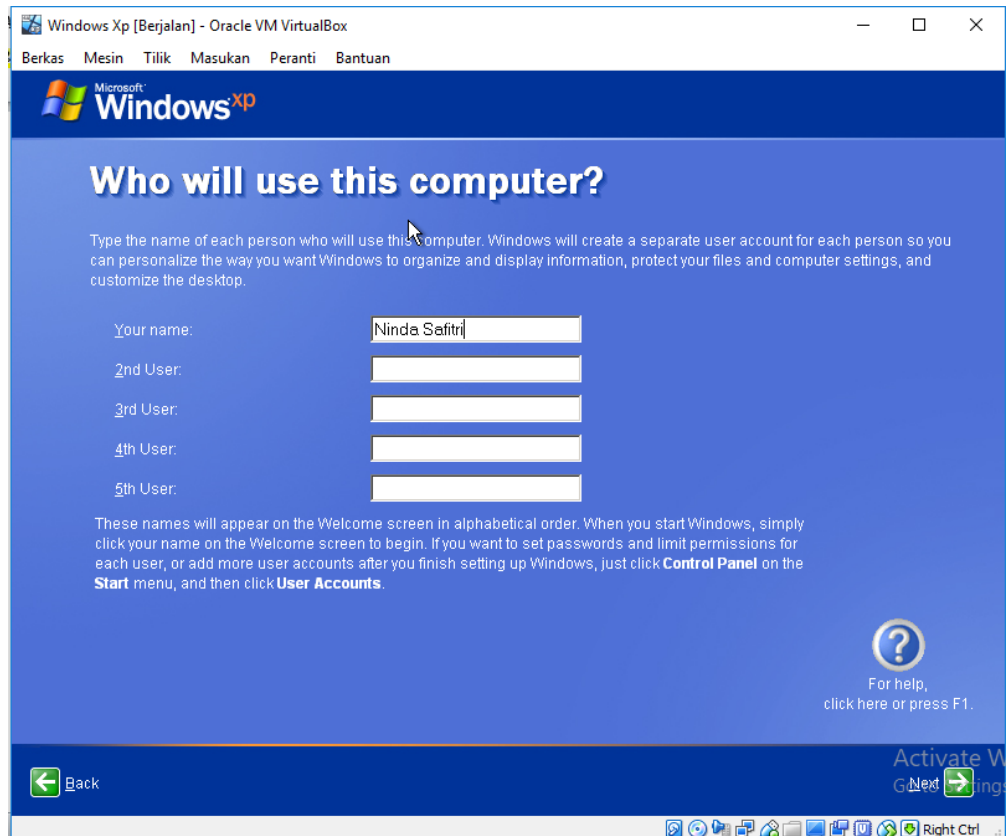 Windows Xp [Berjalan] - Oracle VM VirtualBox
Berkas Mesin Tilik Masukan Peranti Bantuan
Microsoft
Windows xp
Who will use this computer?
Type the name of each person who will use this computer. Windows will create a separate user account for each person so you
can personalize the way you want Windows to organize and display information, protect your files and computer settings, and
customize the desktop.
Your name: Ninda Safitri
2nd User:
3rd User:
4th User:
5th User:
These names will appear on the Welcome screen in alphabetical order. When you start Windows, simply
click your name on the Welcome screen to begin. If you want to set passwords and limit permissions for
each user, or add more user accounts after you finish setting up Windows, just click Control Panel on the
Start menu, and then click User Accounts.
For help,
click here or press F1.
Activate W
Back
Next
Right Ctrl